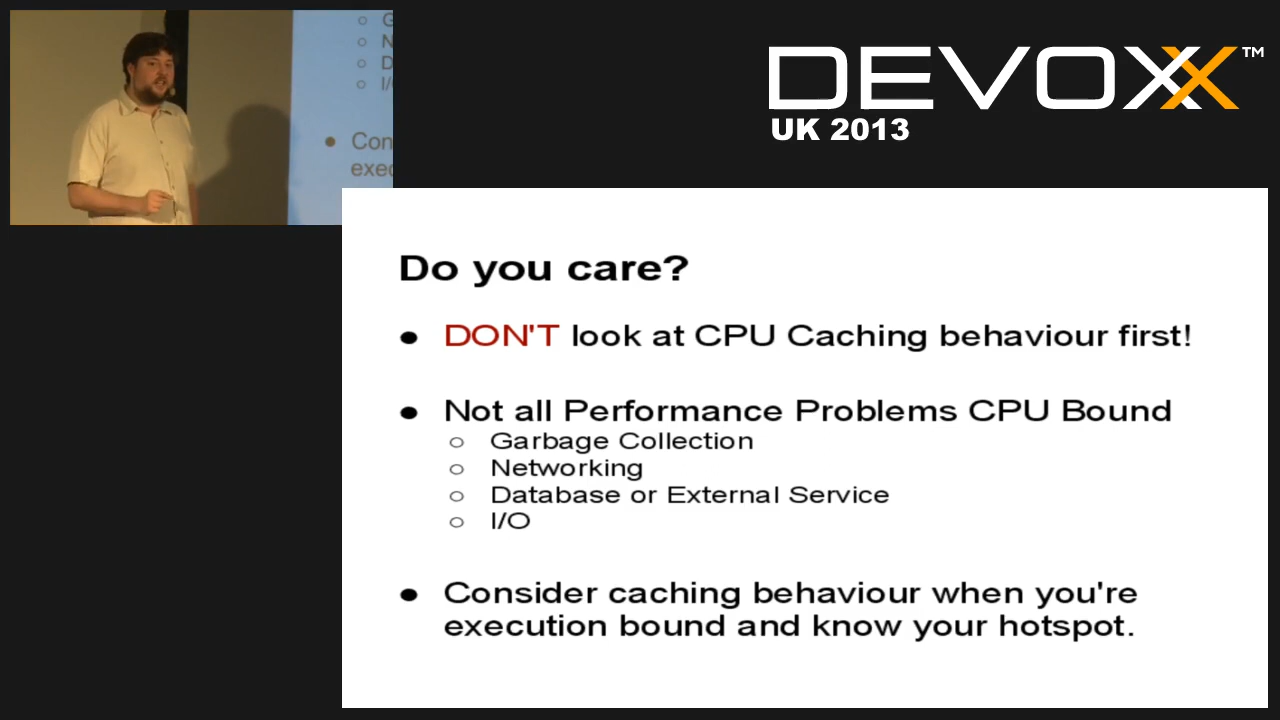 G
N
D
I/
Con
exec
DEVOXX™
UK 2013
Do you care?
● DON'T look at CPU Caching behaviour first!
● Not all Performance Problems CPU Bound
○ Garbage Collection
○ Networking
○ Database or External Service
○ I/O
● Consider caching behaviour when you're
execution bound and know your hotspot.